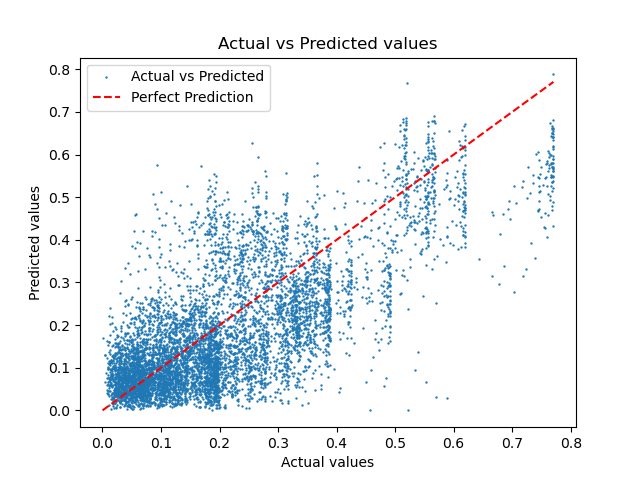 Actual vs Predicted values
Actual vs Predicted
Perfect Prediction
Predicted values
0.8
0.7
0.6
0.5
0.4
0.3
0.2
0.1
0.0
0.0 0.1 0.2 0.3 0.4 0.5 0.6 0.7 0.8
Actual values